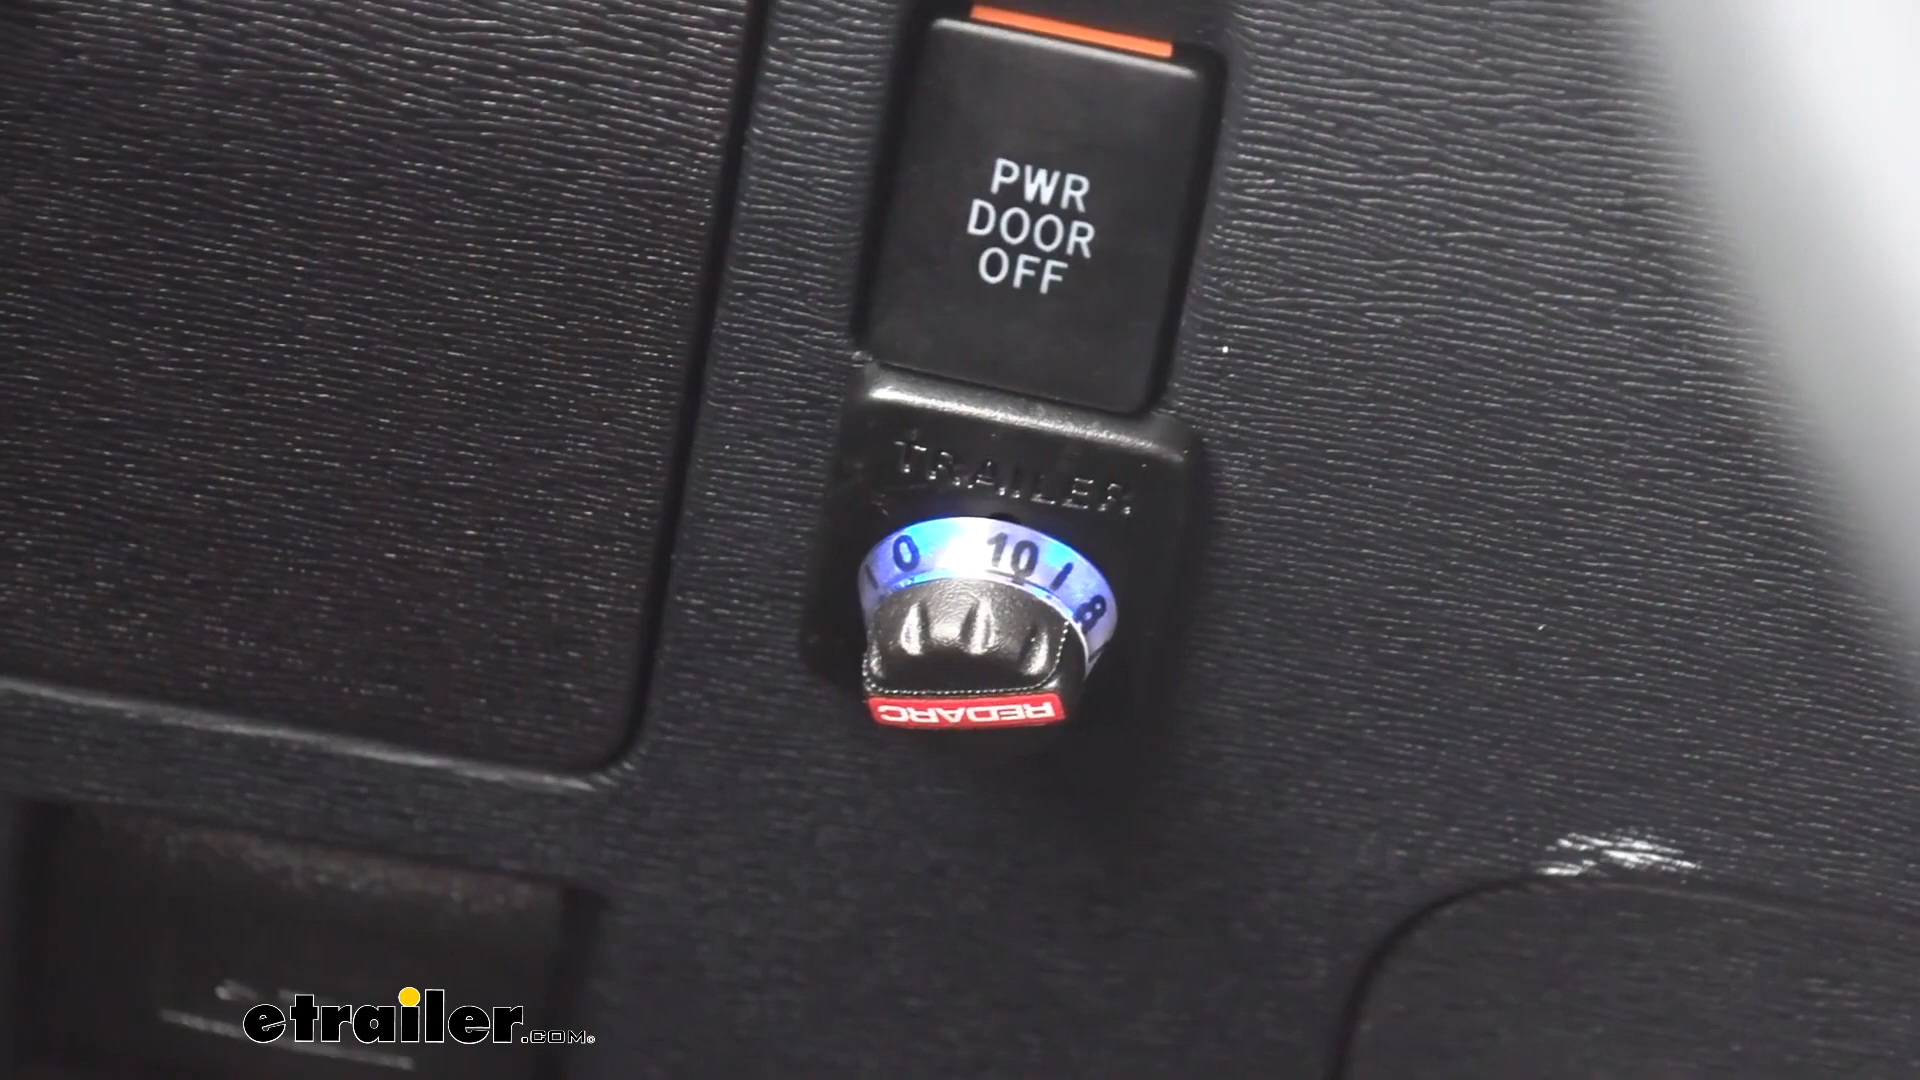 PWR
DOOR
OFF
TRAILER
0 10 8
REDARC
etrailer.com